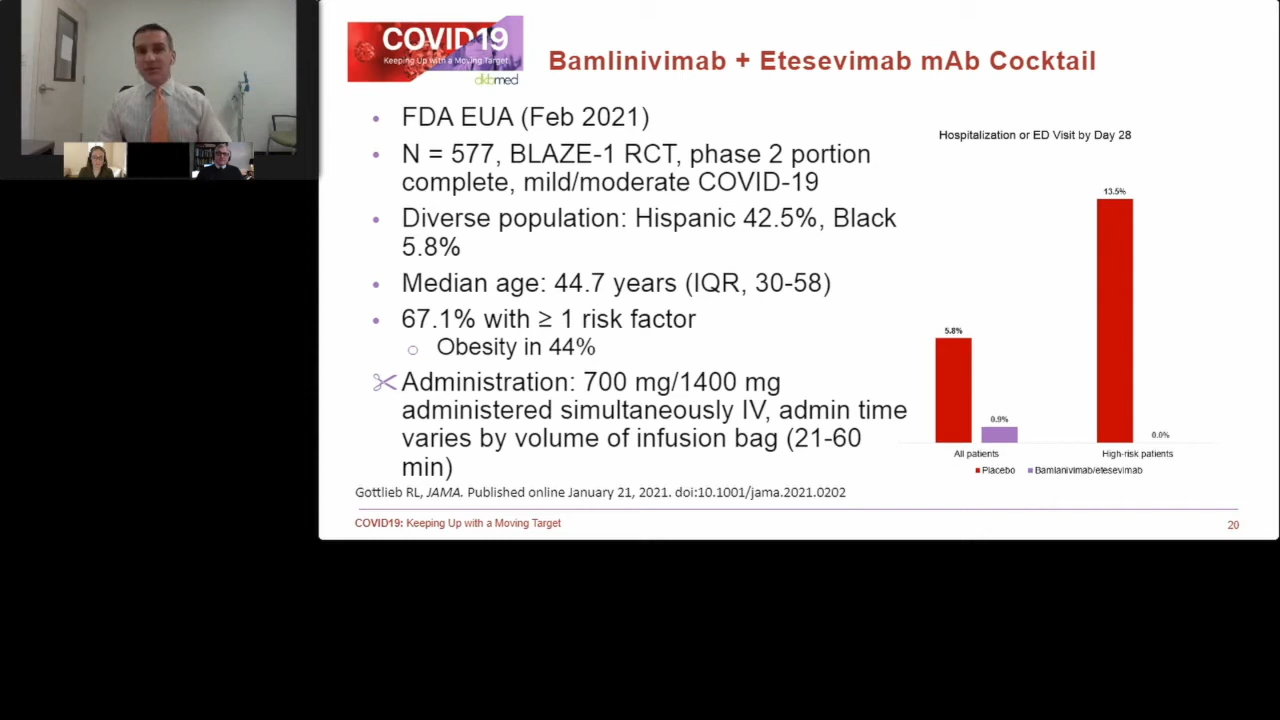 COVID19
Keeping Up with a Moving Target
dkbmed
Bamlinivimab + Etesevimab mAb Cocktail
• FDA EUA (Feb 2021)
• N = 577, BLAZE-1 RCT, phase 2 portion
complete, mild/moderate COVID-19
• Diverse population: Hispanic 42.5%, Black
5.8%
• Median age: 44.7 years (IQR, 30-58)
• 67.1% with ≥ 1 risk factor
○ Obesity in 44%
Administration: 700 mg/1400 mg
administered simultaneously IV, admin time
varies by volume of infusion bag (21-60
min)
Hospitalization or ED Visit by Day 28
13.5%
5.8%
0.9%
0.0%
All patients
High-risk patients
Placebo
Bamlanivimab/etesevimab
Gottlieb RL, JAMA. Published online January 21, 2021. doi:10.1001/jama.2021.0202
COVID19: Keeping Up with a Moving Target
20